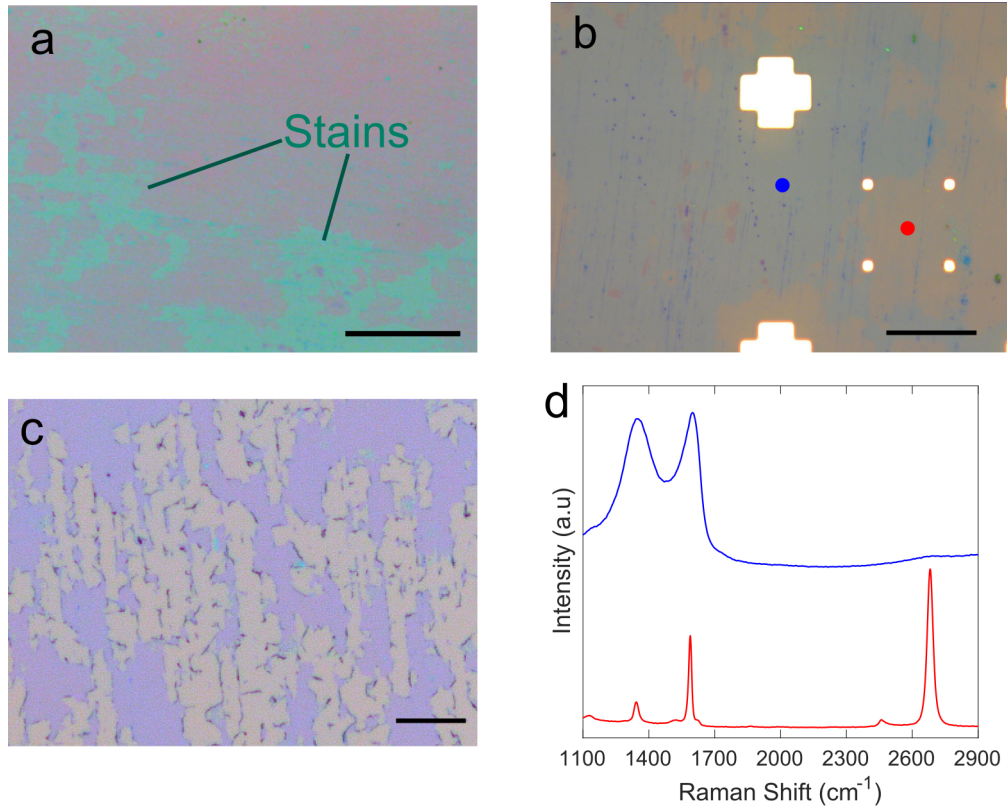 a
Stains
b
c
d
Intensity (a.u)
1100 1400 1700 2000 2300 2600 2900
Raman Shift (cm⁻¹)